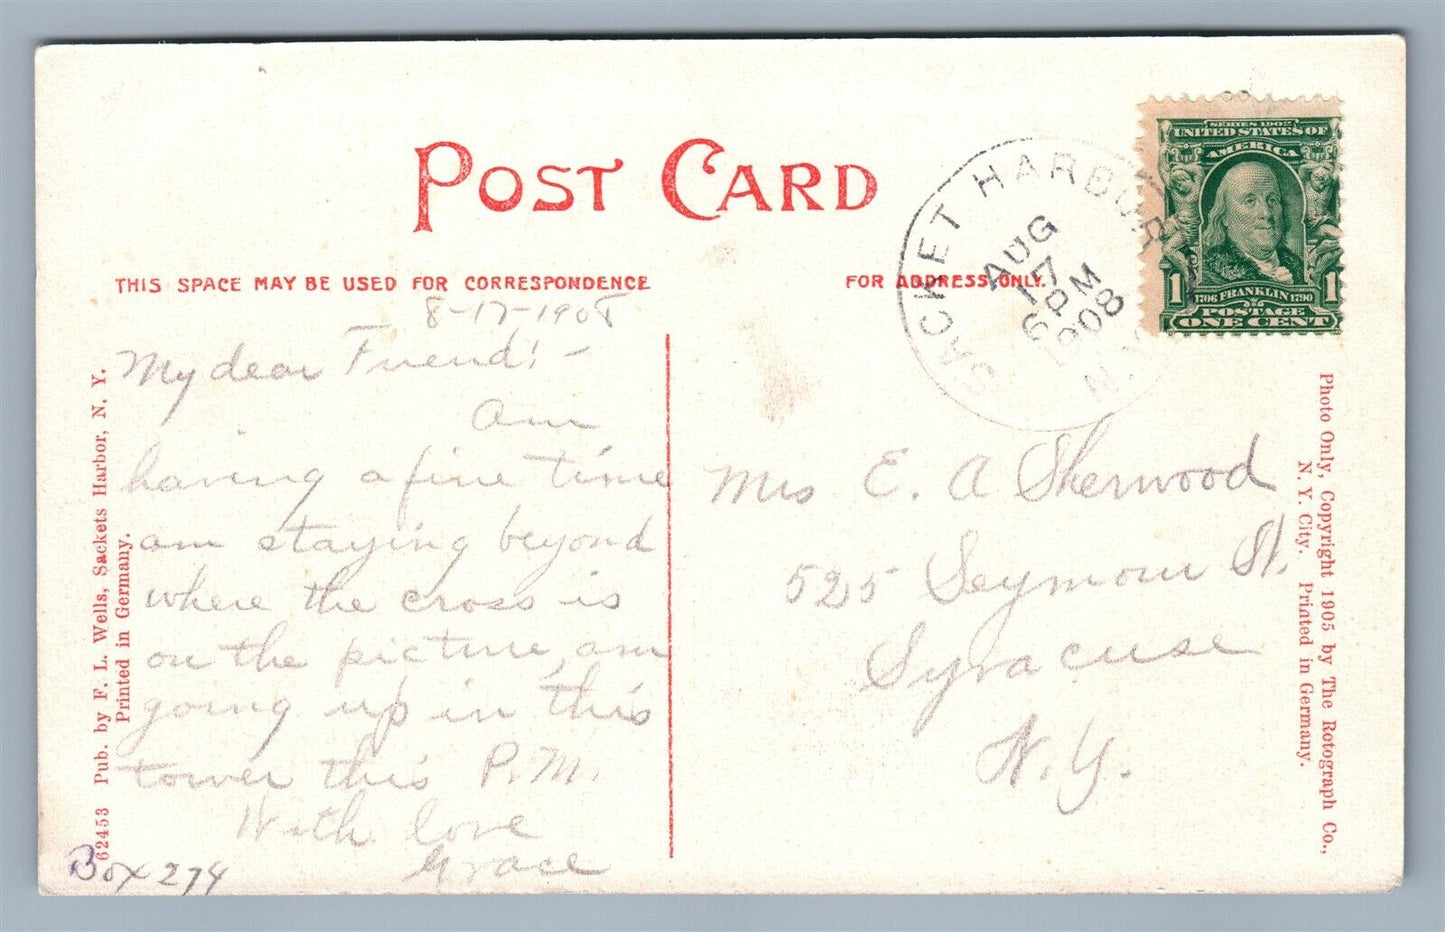 POST CARD
THIS SPACE MAY BE USED FOR CORRESPONDENCE
FOR ADDRESS ONLY.
8-17-1908
My dear Friend! –
Am
having a fine time
am staying beyond
where the cross is
on the picture, am
going up in this
tower this P.M.
With love
Grace
Box 274
Mrs E. A Sherwood
525 Seymour St.
Syracuse
N.Y.
SACKET HARBOR
N.Y.
AUG
17
6 PM
1908
SERIES 1902
UNITED STATES OF
AMERICA
1706 FRANKLIN 1790
1 1
POSTAGE
ONE CENT
62453 Pub. by F. L. Wells, Sackets Harbor, N. Y.
Printed in Germany.
Photo Only, Copyright 1905 by The Rotograph Co.,
N. Y. City. Printed in Germany.